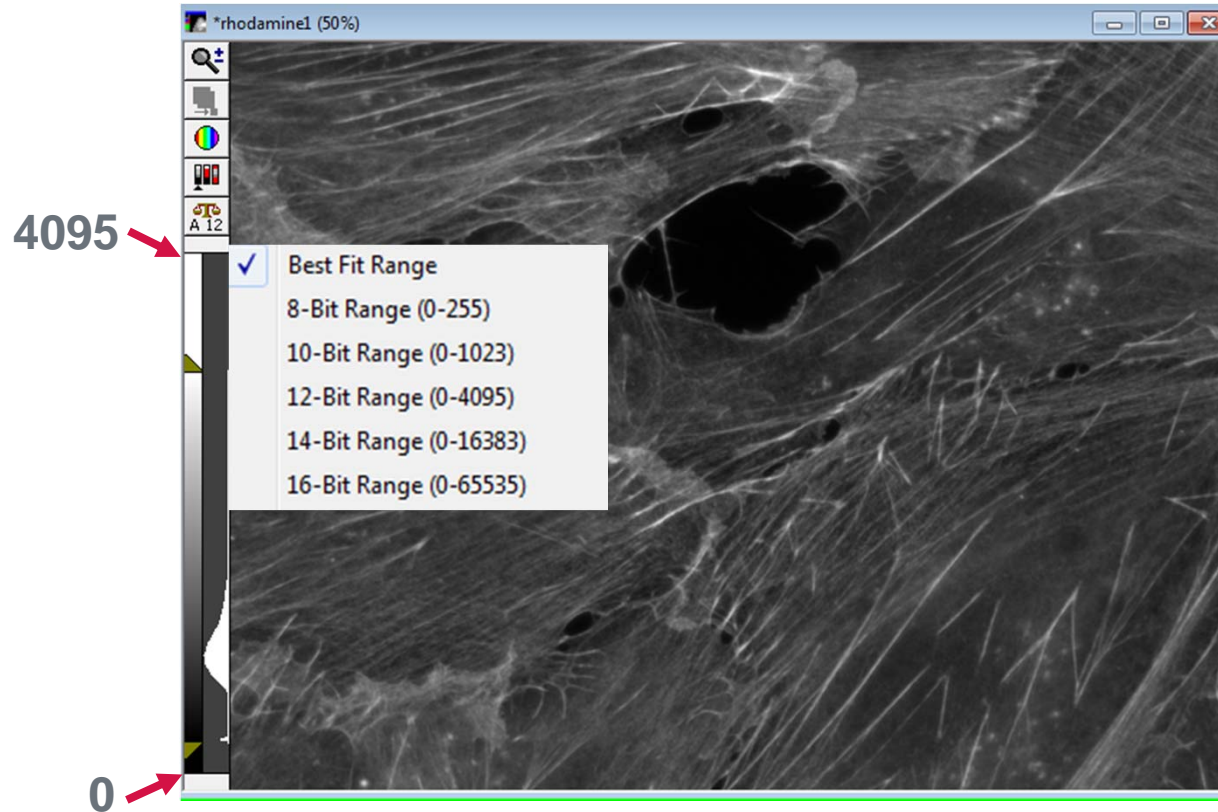 *rhodamine1 (50%)
A 12
4095
✓ Best Fit Range
8-Bit Range (0-255)
10-Bit Range (0-1023)
12-Bit Range (0-4095)
14-Bit Range (0-16383)
16-Bit Range (0-65535)
0